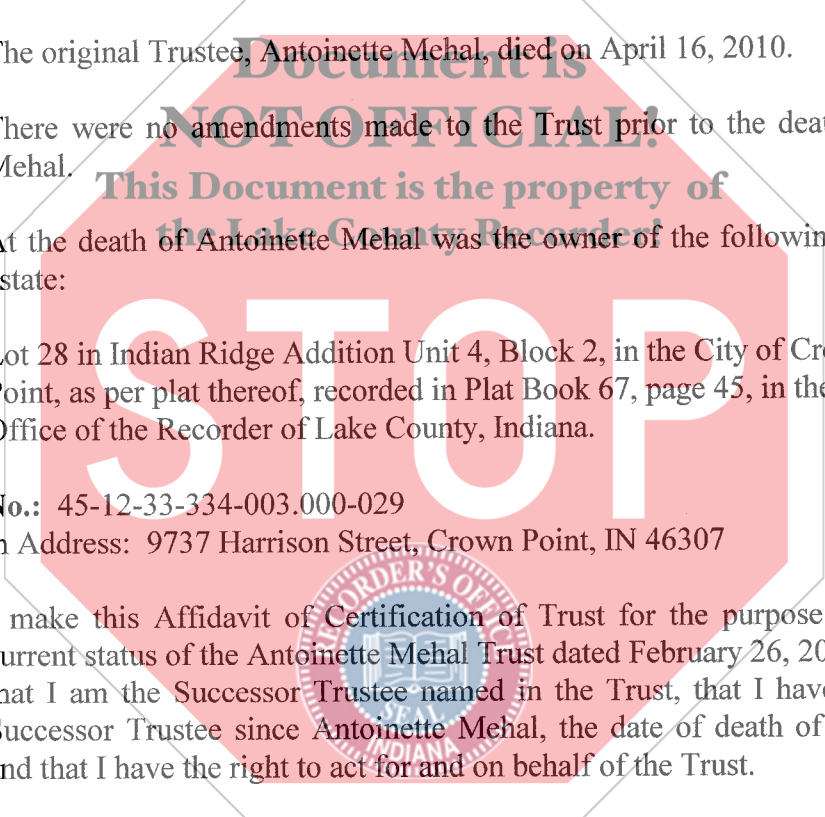 The original Trustee, Antoinette Mehal, died on April 16, 2010.
There were no amendments made to the Trust prior to the deat
Mehal.
At the death of Antoinette Mehal was the owner of the followin
state:
Lot 28 in Indian Ridge Addition Unit 4, Block 2, in the City of Cro
Point, as per plat thereof, recorded in Plat Book 67, page 45, in the
Office of the Recorder of Lake County, Indiana.
No.: 45-12-33-334-003.000-029
n Address: 9737 Harrison Street, Crown Point, IN 46307
make this Affidavit of Certification of Trust for the purpose
urrent status of the Antoinette Mehal Trust dated February 26, 20
hat I am the Successor Trustee named in the Trust, that I have
Successor Trustee since Antoinette Mehal, the date of death of
and that I have the right to act for and on behalf of the Trust.
Document is
NOT OFFICIAL!
This Document is the property of
the Lake County Recorder!
STOP
RECORDER'S OFFICE
SEAL
INDIANA